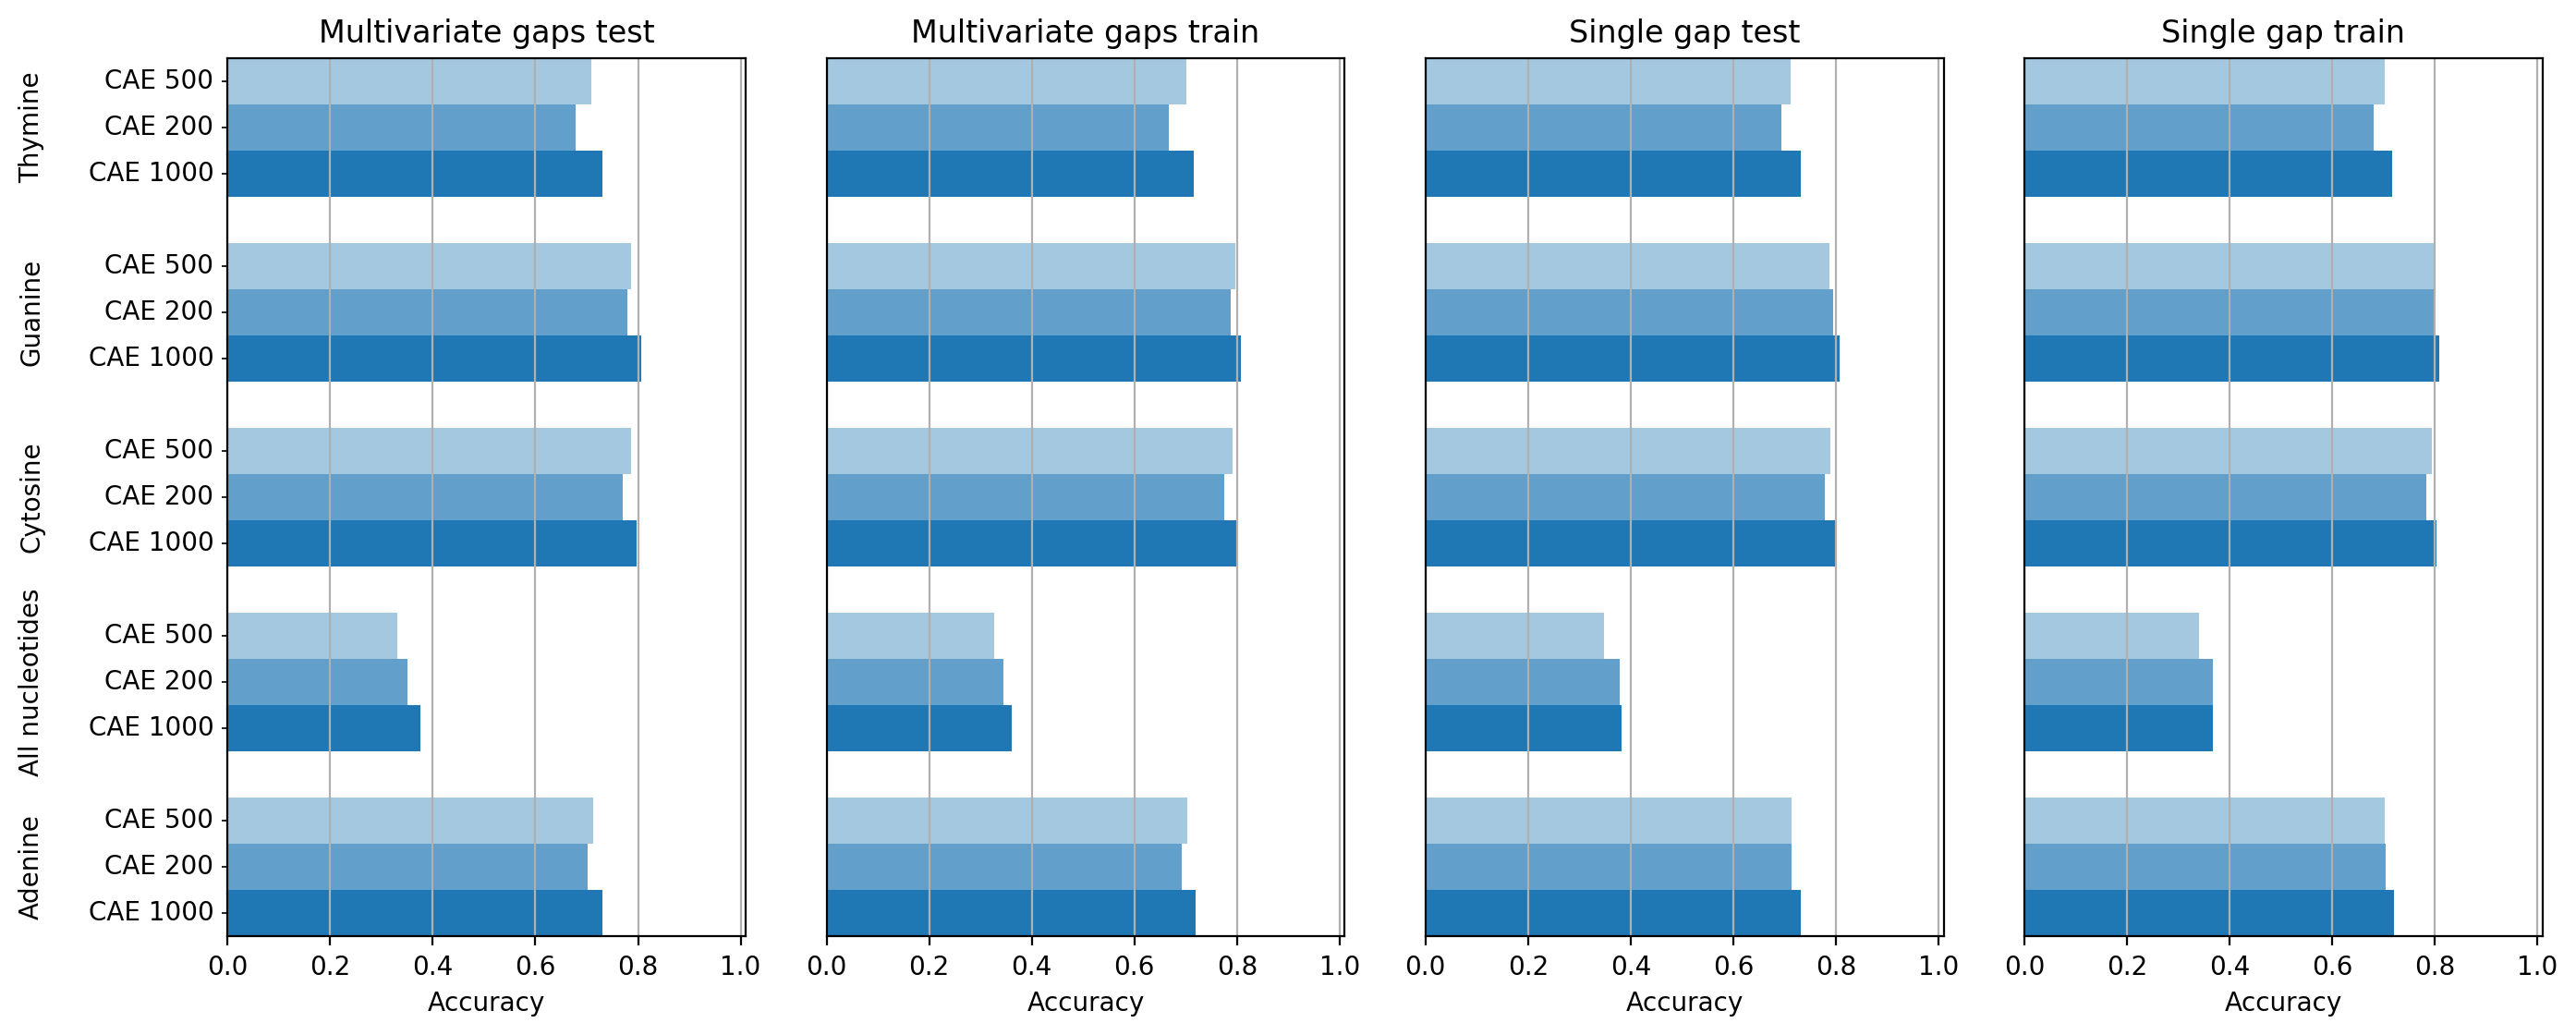 Multivariate gaps test
Multivariate gaps train
Single gap test
Single gap train
Thymine
CAE 500
CAE 200
CAE 1000
Guanine
CAE 500
CAE 200
CAE 1000
Cytosine
CAE 500
CAE 200
CAE 1000
All nucleotides
CAE 500
CAE 200
CAE 1000
Adenine
CAE 500
CAE 200
CAE 1000
0.0 0.2 0.4 0.6 0.8 1.0
Accuracy
0.0 0.2 0.4 0.6 0.8 1.0
Accuracy
0.0 0.2 0.4 0.6 0.8 1.0
Accuracy
0.0 0.2 0.4 0.6 0.8 1.0
Accuracy